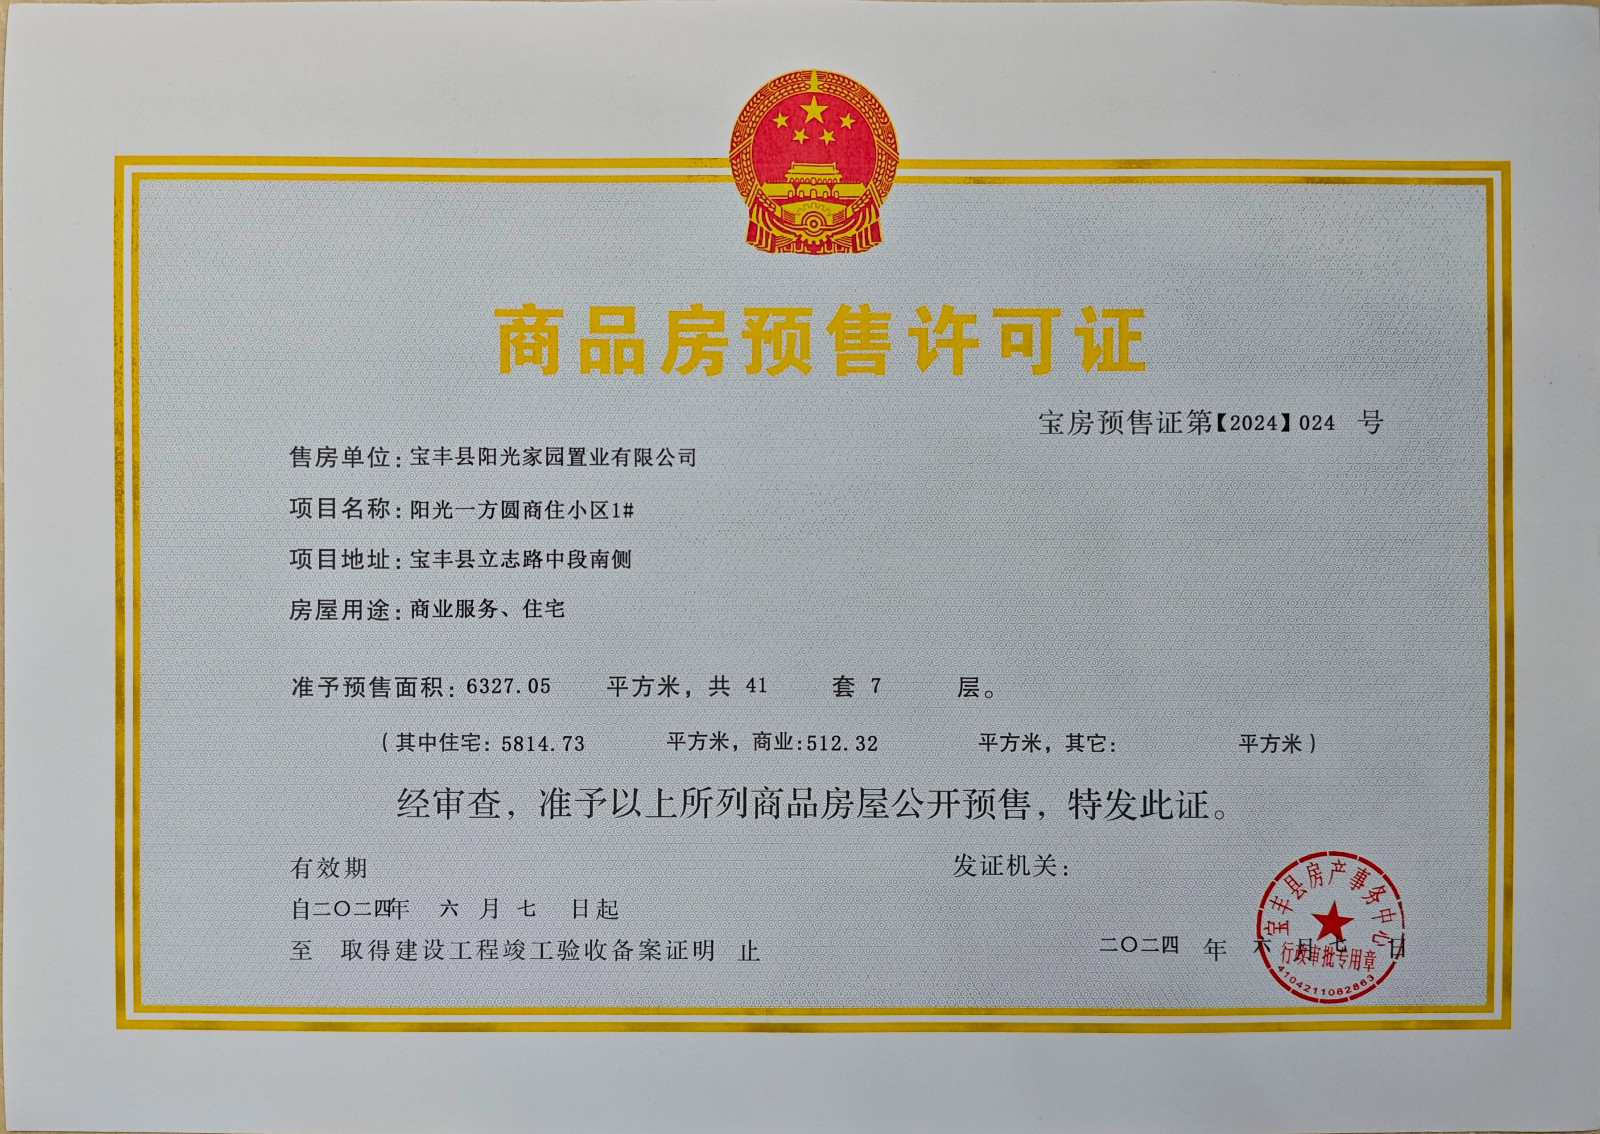 商品房预售许可证
宝房预售证第【2024】024 号
售房单位：宝丰县阳光家园置业有限公司
项目名称：阳光一方圆商住小区1#
项目地址：宝丰县立志路中段南侧
房屋用途：商业服务、住宅
准予预售面积：6327.05 平方米，共 41 套 7 层。
（其中住宅：5814.73 平方米，商业：512.32 平方米，其它： 平方米）
经审查，准予以上所列商品房屋公开预售，特发此证。
有效期
发证机关：
自二〇二四年 六 月 七 日起
至 取得建设工程竣工验收备案证明 止
二〇二四 年 六 月 七 日
宝丰县房产事务中心
行政审批专用章
4104211082863